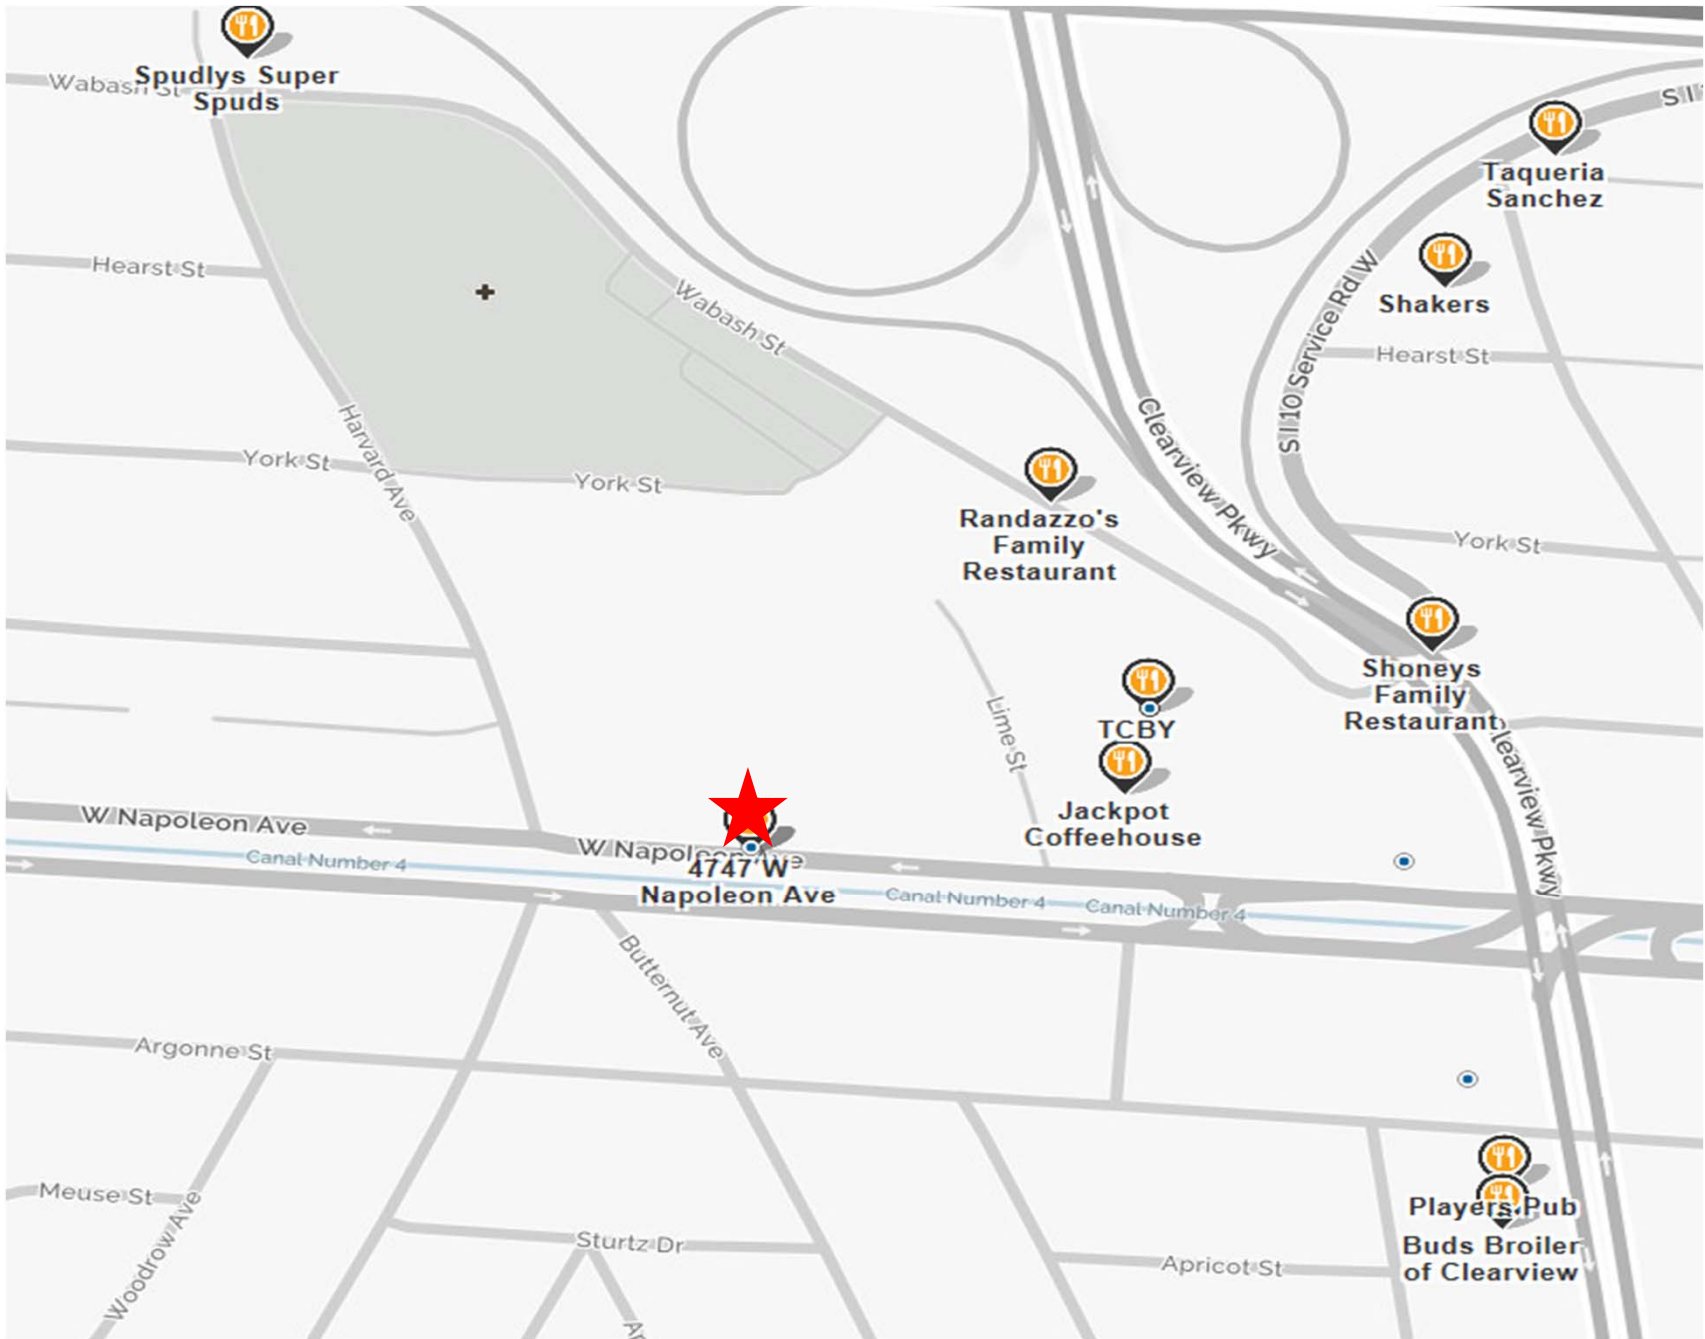 Spudlys Super
Spuds
Wabash St
S I
Taqueria
Sanchez
Hearst St
Shakers
Wabash St
S I 10 Service Rd W
Hearst St
Harvard Ave
Clearview Pkwy
York St
York St
Randazzo's
Family
Restaurant
York St
Shoneys
Family
Restaurant
Lime St
TCBY
Clearview Pkwy
Jackpot
Coffeehouse
W Napoleon Ave
W Napoleon Ave
4747 W
Napoleon Ave
Canal Number 4
Canal Number 4
Canal Number 4
Butternut Ave
Argonne St
Meuse St
Woodrow Ave
Players Pub
Sturtz Dr
Buds Broiler
of Clearview
Apricot St